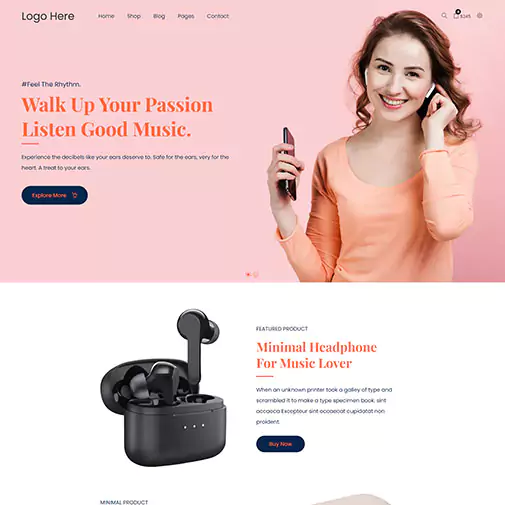 Logo Here
Home Shop Blog Pages Contact
0
$245
#Feel The Rhythm.
Walk Up Your Passion
Listen Good Music.
Experience the decibels like your ears deserve to. Safe for the ears, very for the
heart. A treat to your ears.
Explore More
FEATURED PRODUCT
Minimal Headphone
For Music Lover
When an unknown printer took a galley of type and
scrambled it to make a type specimen book. sint
occaeca Excepteur sint ocoaecat cupidatat non
proident.
Buy Now
MINIMAL PRODUCT